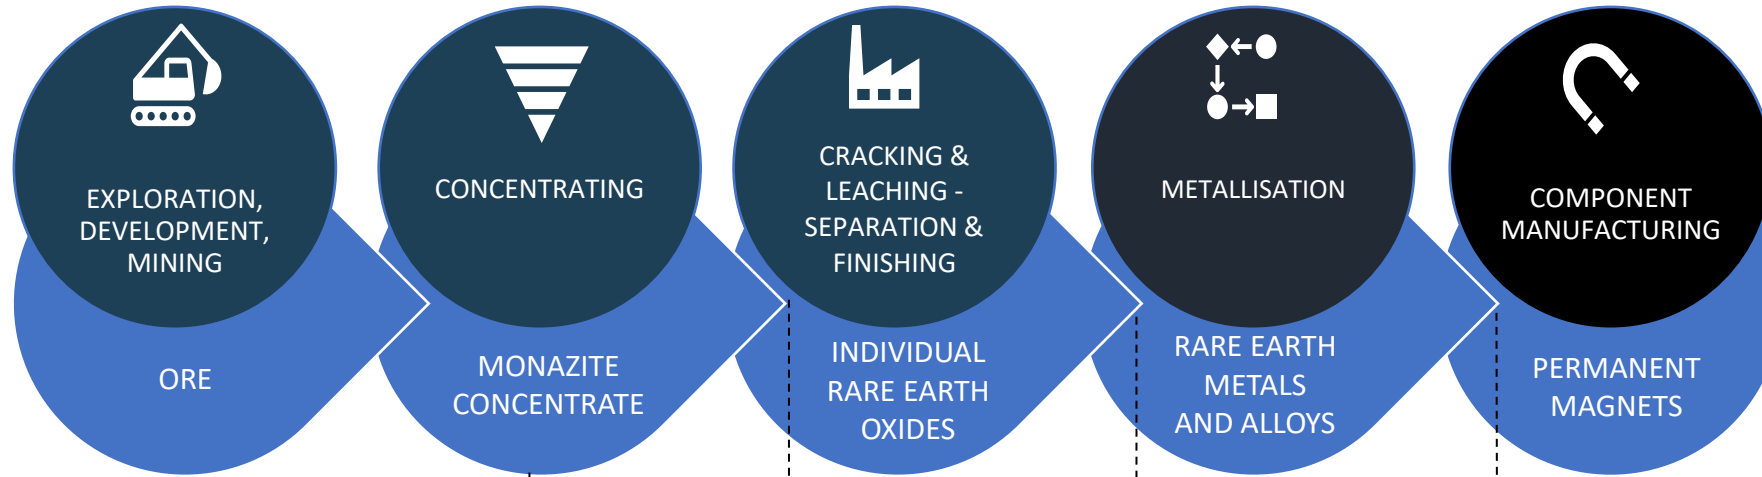 EXPLORATION,
DEVELOPMENT,
MINING
ORE
CONCENTRATING
MONAZITE
CONCENTRATE
CRACKING &
LEACHING -
SEPARATION &
FINISHING
INDIVIDUAL
RARE EARTH
OXIDES
METALLISATION
RARE EARTH
METALS
AND ALLOYS
COMPONENT
MANUFACTURING
PERMANENT
MAGNETS